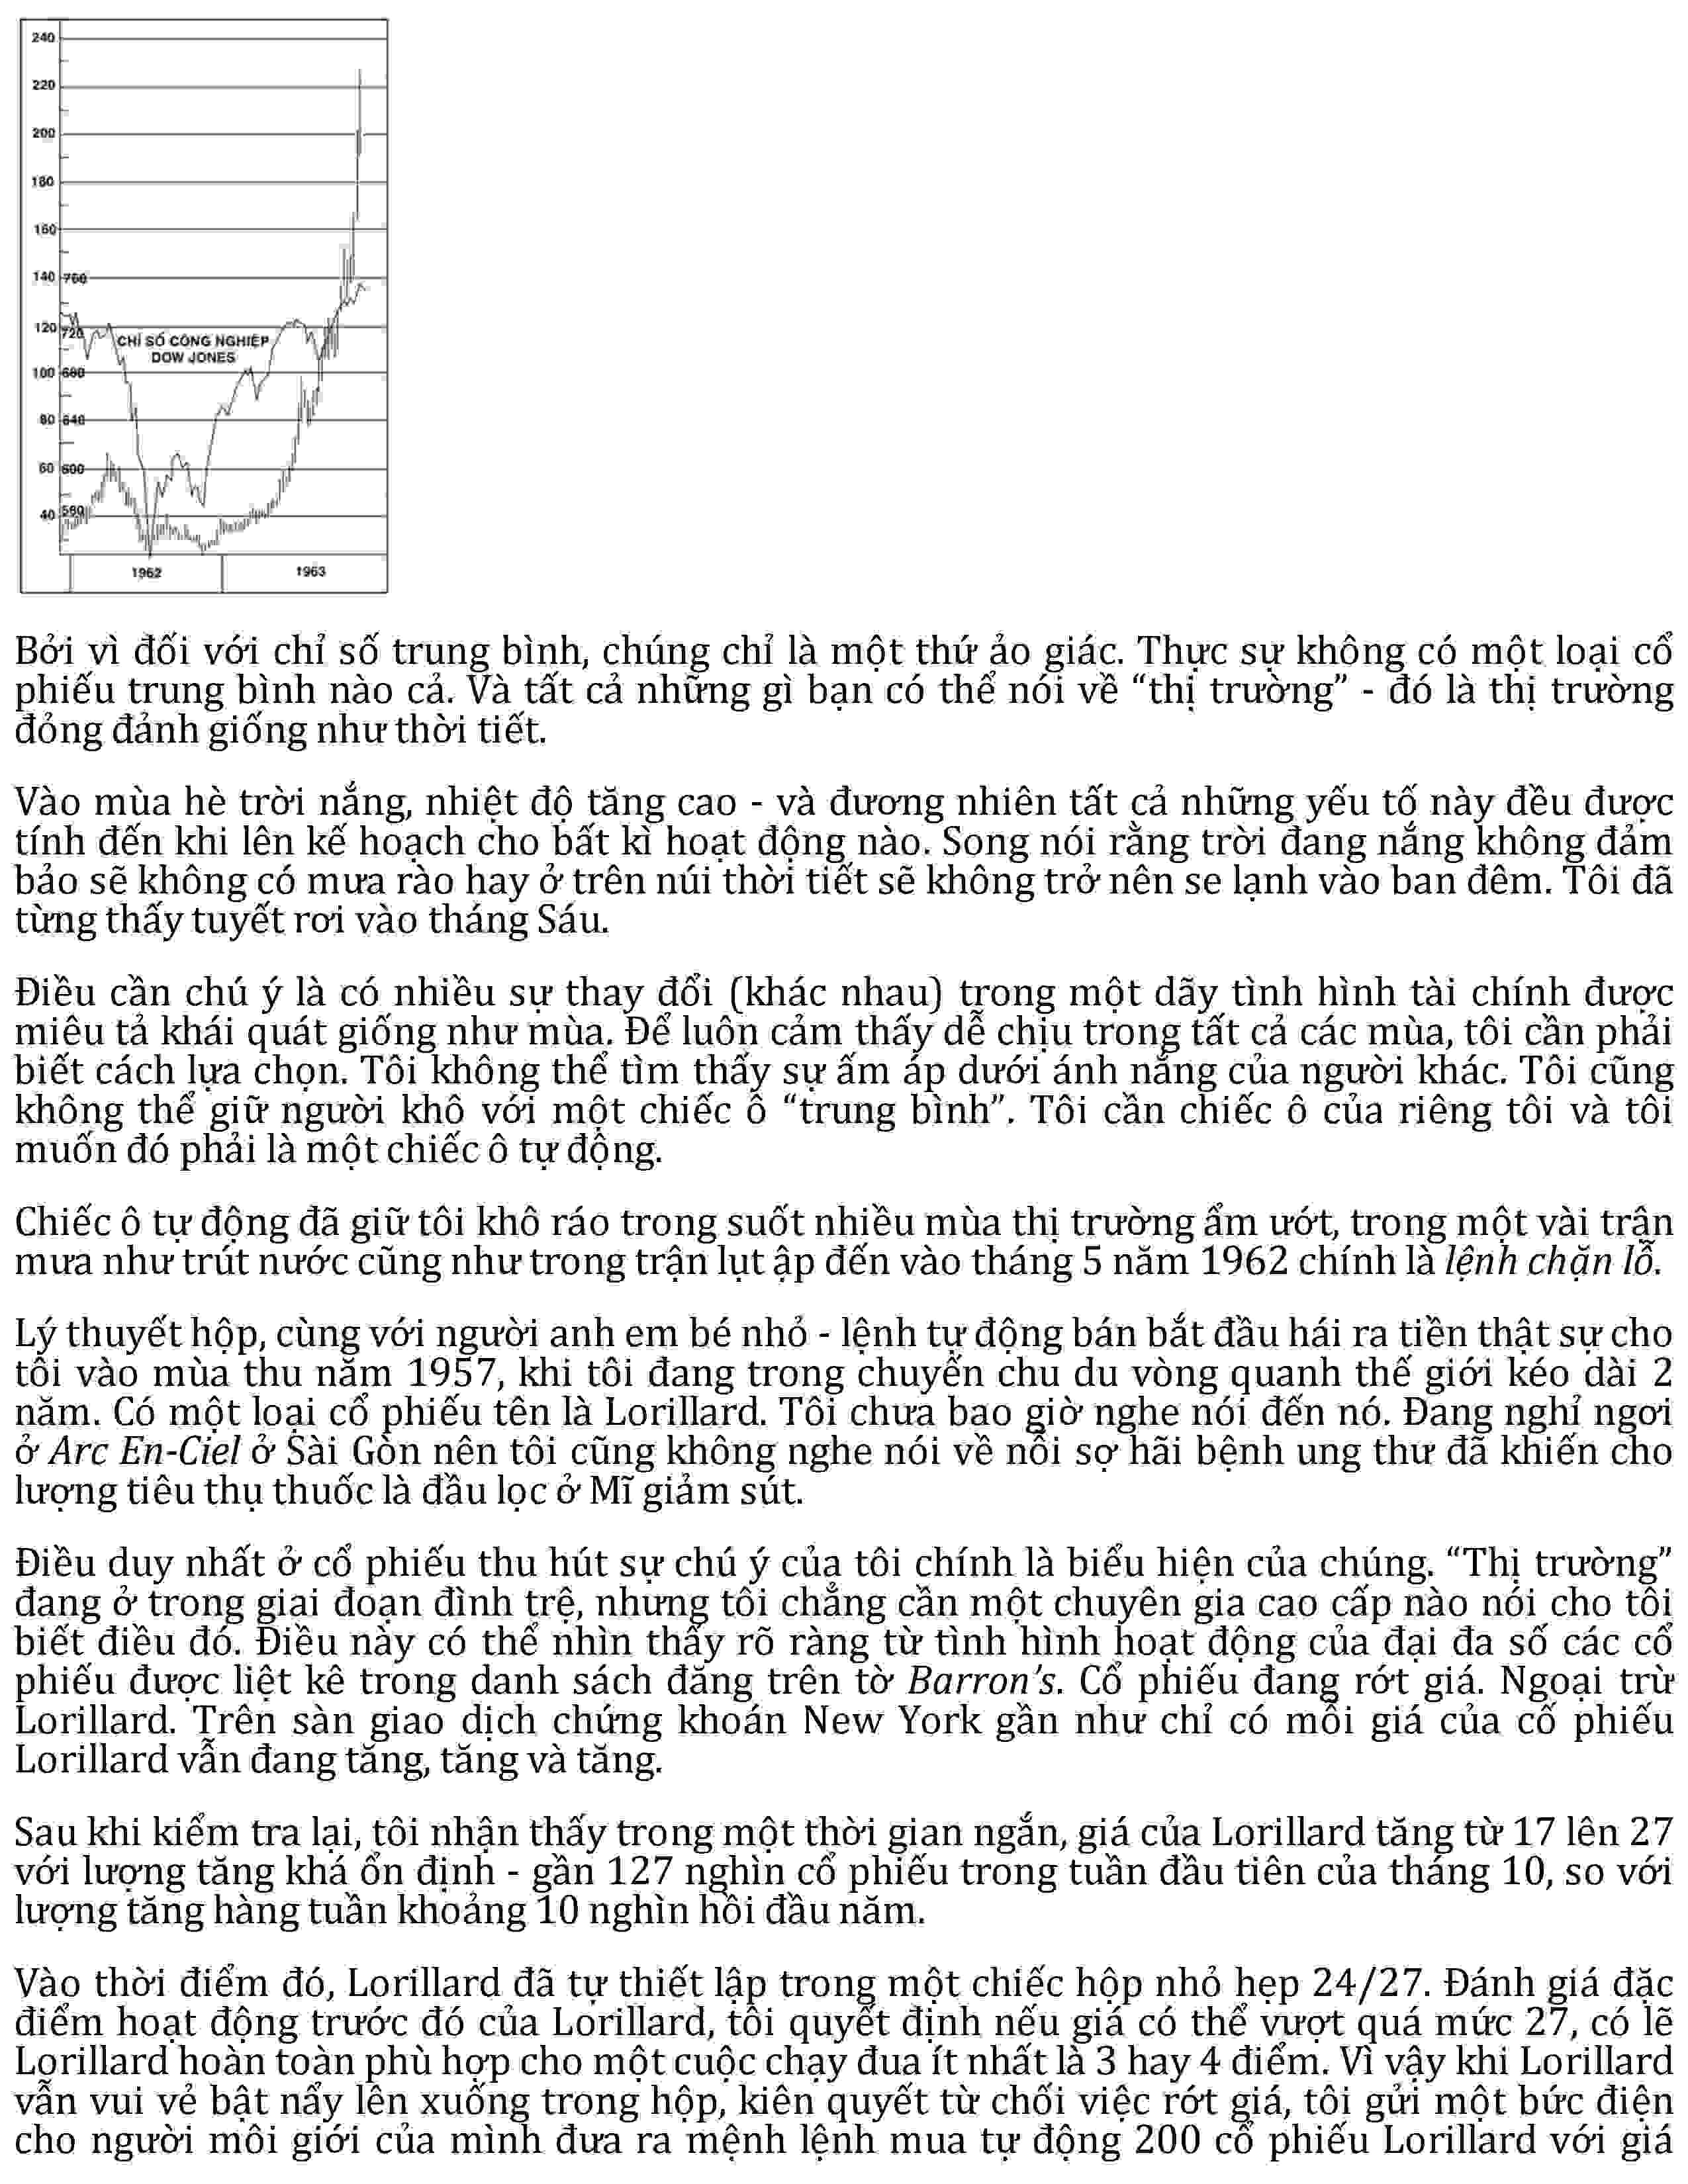 240
220
200
180
160
140 760
120 720
CHỈ SỐ CÔNG NGHIỆP
DOW JONES
100 680
80 640
60 600
40 560
1962 1963
Bởi vì đối với chỉ số trung bình, chúng chỉ là một thứ ảo giác. Thực sự không có một loại cổ
phiếu trung bình nào cả. Và tất cả những gì bạn có thể nói về “thị trường” - đó là thị trường
đỏng đảnh giống như thời tiết.
Vào mùa hè trời nắng, nhiệt độ tăng cao - và đương nhiên tất cả những yếu tố này đều được
tính đến khi lên kế hoạch cho bất kì hoạt động nào. Song nói rằng trời đang nắng không đảm
bảo sẽ không có mưa rào hay ở trên núi thời tiết sẽ không trở nên se lạnh vào ban đêm. Tôi đã
từng thấy tuyết rơi vào tháng Sáu.
Điều cần chú ý là có nhiều sự thay đổi (khác nhau) trong một dãy tình hình tài chính được
miêu tả khái quát giống như mùa. Để luôn cảm thấy dễ chịu trong tất cả các mùa, tôi cần phải
biết cách lựa chọn. Tôi không thể tìm thấy sự ấm áp dưới ánh nắng của người khác. Tôi cũng
không thể giữ người khô với một chiếc ô “trung bình”. Tôi cần chiếc ô của riêng tôi và tôi
muốn đó phải là một chiếc ô tự động.
Chiếc ô tự động đã giữ tôi khô ráo trong suốt nhiều mùa thị trường ẩm ướt, trong một vài trận
mưa như trút nước cũng như trong trận lụt ập đến vào tháng 5 năm 1962 chính là lệnh chặn lỗ.
Lý thuyết hộp, cùng với người anh em bé nhỏ - lệnh tự động bán bắt đầu hái ra tiền thật sự cho
tôi vào mùa thu năm 1957, khi tôi đang trong chuyến chu du vòng quanh thế giới kéo dài 2
năm. Có một loại cổ phiếu tên là Lorillard. Tôi chưa bao giờ nghe nói đến nó. Đang nghỉ ngơi
ở Arc En-Ciel ở Sài Gòn nên tôi cũng không nghe nói về nỗi sợ hãi bệnh ung thư đã khiến cho
lượng tiêu thụ thuốc là đầu lọc ở Mĩ giảm sút.
Điều duy nhất ở cổ phiếu thu hút sự chú ý của tôi chính là biểu hiện của chúng. “Thị trường”
đang ở trong giai đoạn đình trệ, nhưng tôi chẳng cần một chuyên gia cao cấp nào nói cho tôi
biết điều đó. Điều này có thể nhìn thấy rõ ràng từ tình hình hoạt động của đại đa số các cổ
phiếu được liệt kê trong danh sách đăng trên tờ Barron’s. Cổ phiếu đang rớt giá. Ngoại trừ
Lorillard. Trên sàn giao dịch chứng khoán New York gần như chỉ có mỗi giá của cổ phiếu
Lorillard vẫn đang tăng, tăng và tăng.
Sau khi kiểm tra lại, tôi nhận thấy trong một thời gian ngắn, giá của Lorillard tăng từ 17 lên 27
với lượng tăng khá ổn định - gần 127 nghìn cổ phiếu trong tuần đầu tiên của tháng 10, so với
lượng tăng hàng tuần khoảng 10 nghìn hồi đầu năm.
Vào thời điểm đó, Lorillard đã tự thiết lập trong một chiếc hộp nhỏ hẹp 24/27. Đánh giá đặc
điểm hoạt động trước đó của Lorillard, tôi quyết định nếu giá có thể vượt quá mức 27, có lẽ
Lorillard hoàn toàn phù hợp cho một cuộc chạy đua ít nhất là 3 hay 4 điểm. Vì vậy khi Lorillard
vẫn vui vẻ bật nẩy lên xuống trong hộp, kiên quyết từ chối việc rớt giá, tôi gửi một bức điện
cho người môi giới của mình đưa ra mệnh lệnh mua tự động 200 cổ phiếu Lorillard với giá